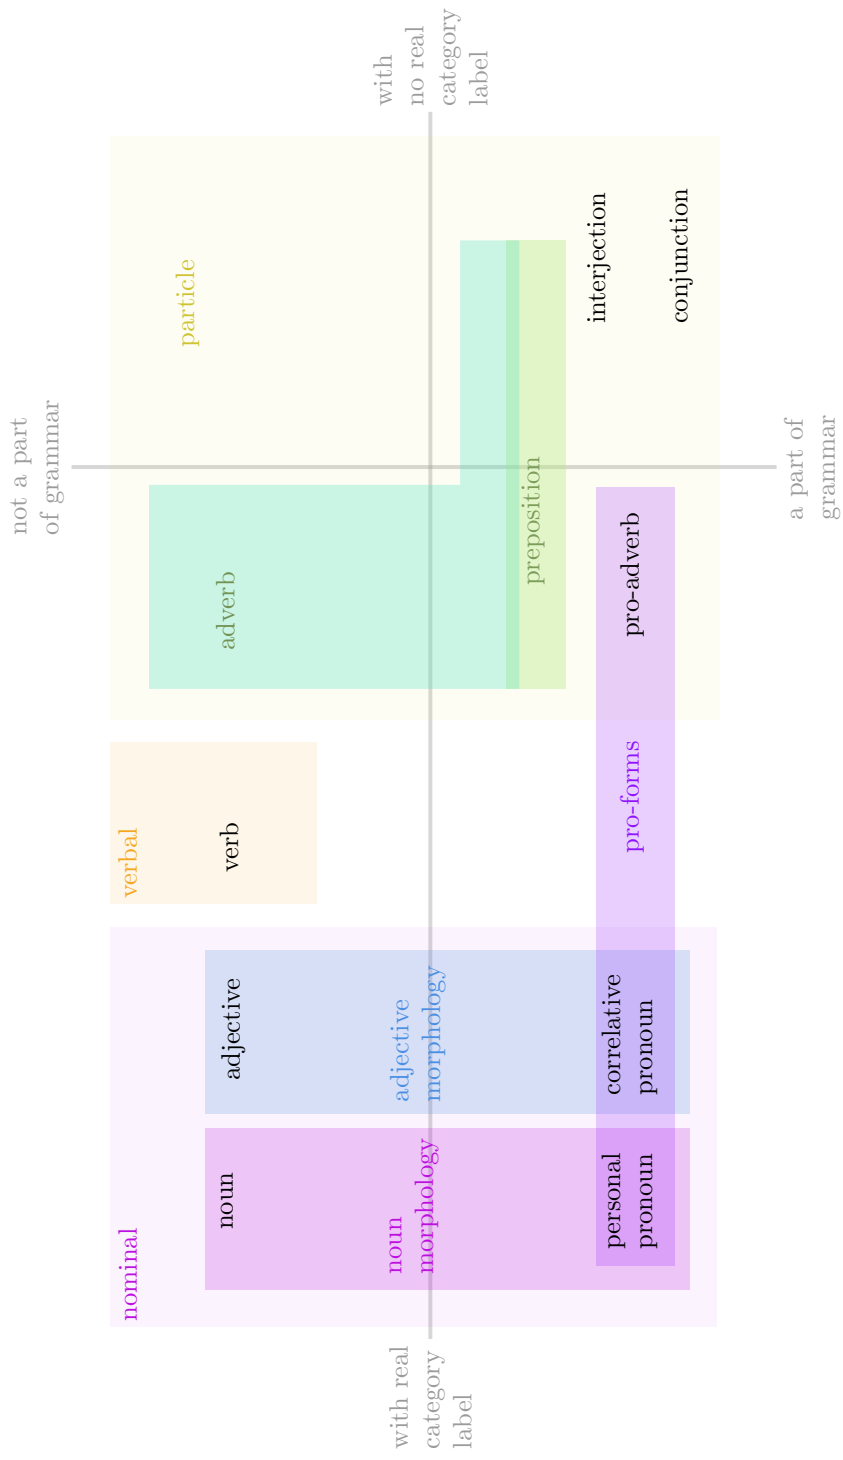 not a part
of grammar
nominal
verbal
particle
noun
adjective
verb
adverb
with real
category
label
noun
morphology
adjective
morphology
with
no real
category
label
preposition
personal
pronoun
correlative
pronoun
pro-forms
pro-adverb
interjection
conjunction
a part of
grammar